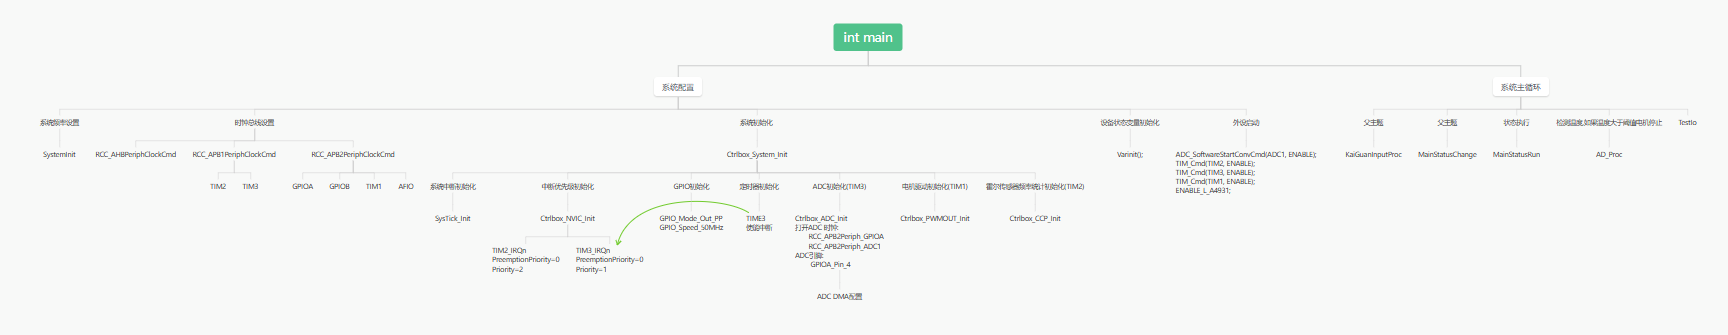 int main
系统配置
系统主循环
系统频率设置
时钟总线设置
系统初始化
设备状态变量初始化
外设启动
父主题
父主题
状态执行
检测温度,如果温度大于阈值电机停止
TestIo
SystemInit
RCC_AHBPeriphClockCmd
RCC_APB1PeriphClockCmd
RCC_APB2PeriphClockCmd
Ctrlbox_System_Init
Varinit();
ADC_SoftwareStartConvCmd(ADC1, ENABLE);
TIM_Cmd(TIM2, ENABLE);
TIM_Cmd(TIM3, ENABLE);
TIM_Cmd(TIM1, ENABLE);
ENABLE_L_A4931;
KaiGuanInputProc
MainStatusChange
MainStatusRun
AD_Proc
TIM2
TIM3
GPIOA
GPIOB
TIM1
AFIO
系统中断初始化
中断优先级初始化
GPIO初始化
定时器初始化
ADC初始化(TIM3)
电机驱动初始化(TIM1)
霍尔传感器频率统计初始化(TIM2)
SysTick_Init
Ctrlbox_NVIC_Init
GPIO_Mode_Out_PP
GPIO_Speed_50MHz
TIME3
使能中断
Ctrlbox_ADC_Init
打开ADC 时钟:
RCC_APB2Periph_GPIOA
RCC_APB2Periph_ADC1
ADC引脚:
GPIOA_Pin_4
Ctrlbox_PWMOUT_Init
Ctrlbox_CCP_Init
TIM2_IRQn
PreemptionPriority=0
Priority=2
TIM3_IRQn
PreemptionPriority=0
Priority=1
ADC DMA配置